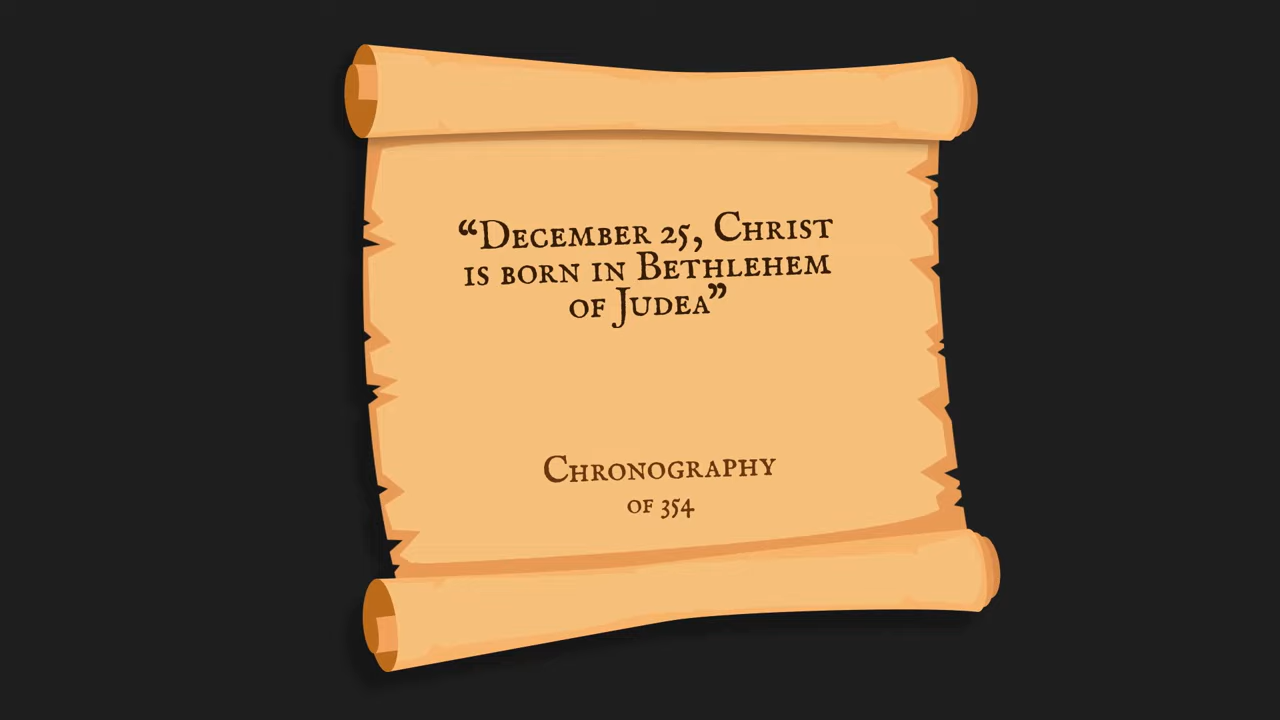 “December 25, Christ
is born in Bethlehem
of Judea”
Chronography
of 354